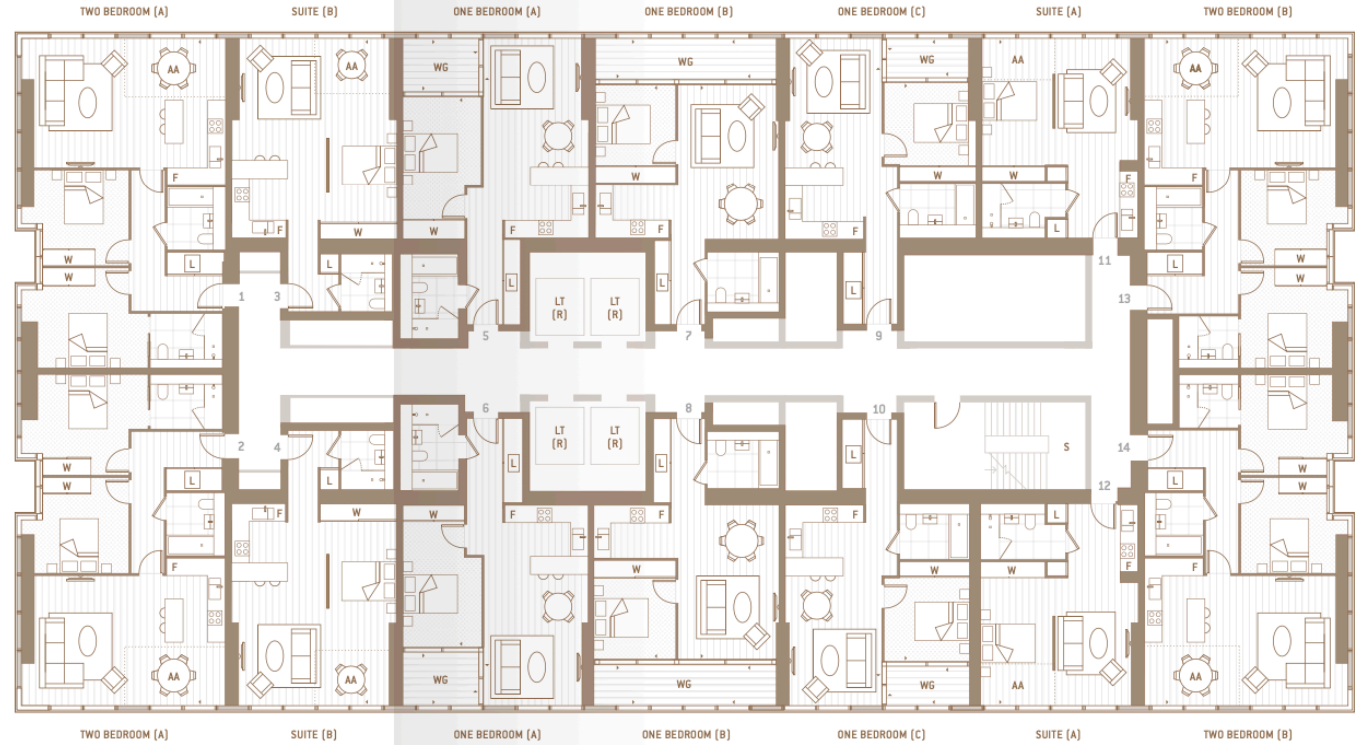 TWO BEDROOM (A)
SUITE (B)
ONE BEDROOM (A)
ONE BEDROOM (B)
ONE BEDROOM (C)
SUITE (A)
TWO BEDROOM (B)
AA
AA
WG
WG
WG
AA
AA
F
W
W
W
F
F
W
W
F
W
F
L
F
W
L
F
W
W
L
W
W
L
L
L
L
L
1
3
LT
(R)
LT
(R)
11
13
5
7
9
6
8
10
2
4
LT
(R)
LT
(R)
S
14
12
W
W
L
L
L
L
L
W
W
L
F
W
W
F
F
F
L
W
F
W
W
F
F
AA
AA
WG
WG
WG
AA
AA
TWO BEDROOM (A)
SUITE (B)
ONE BEDROOM (A)
ONE BEDROOM (B)
ONE BEDROOM (C)
SUITE (A)
TWO BEDROOM (B)